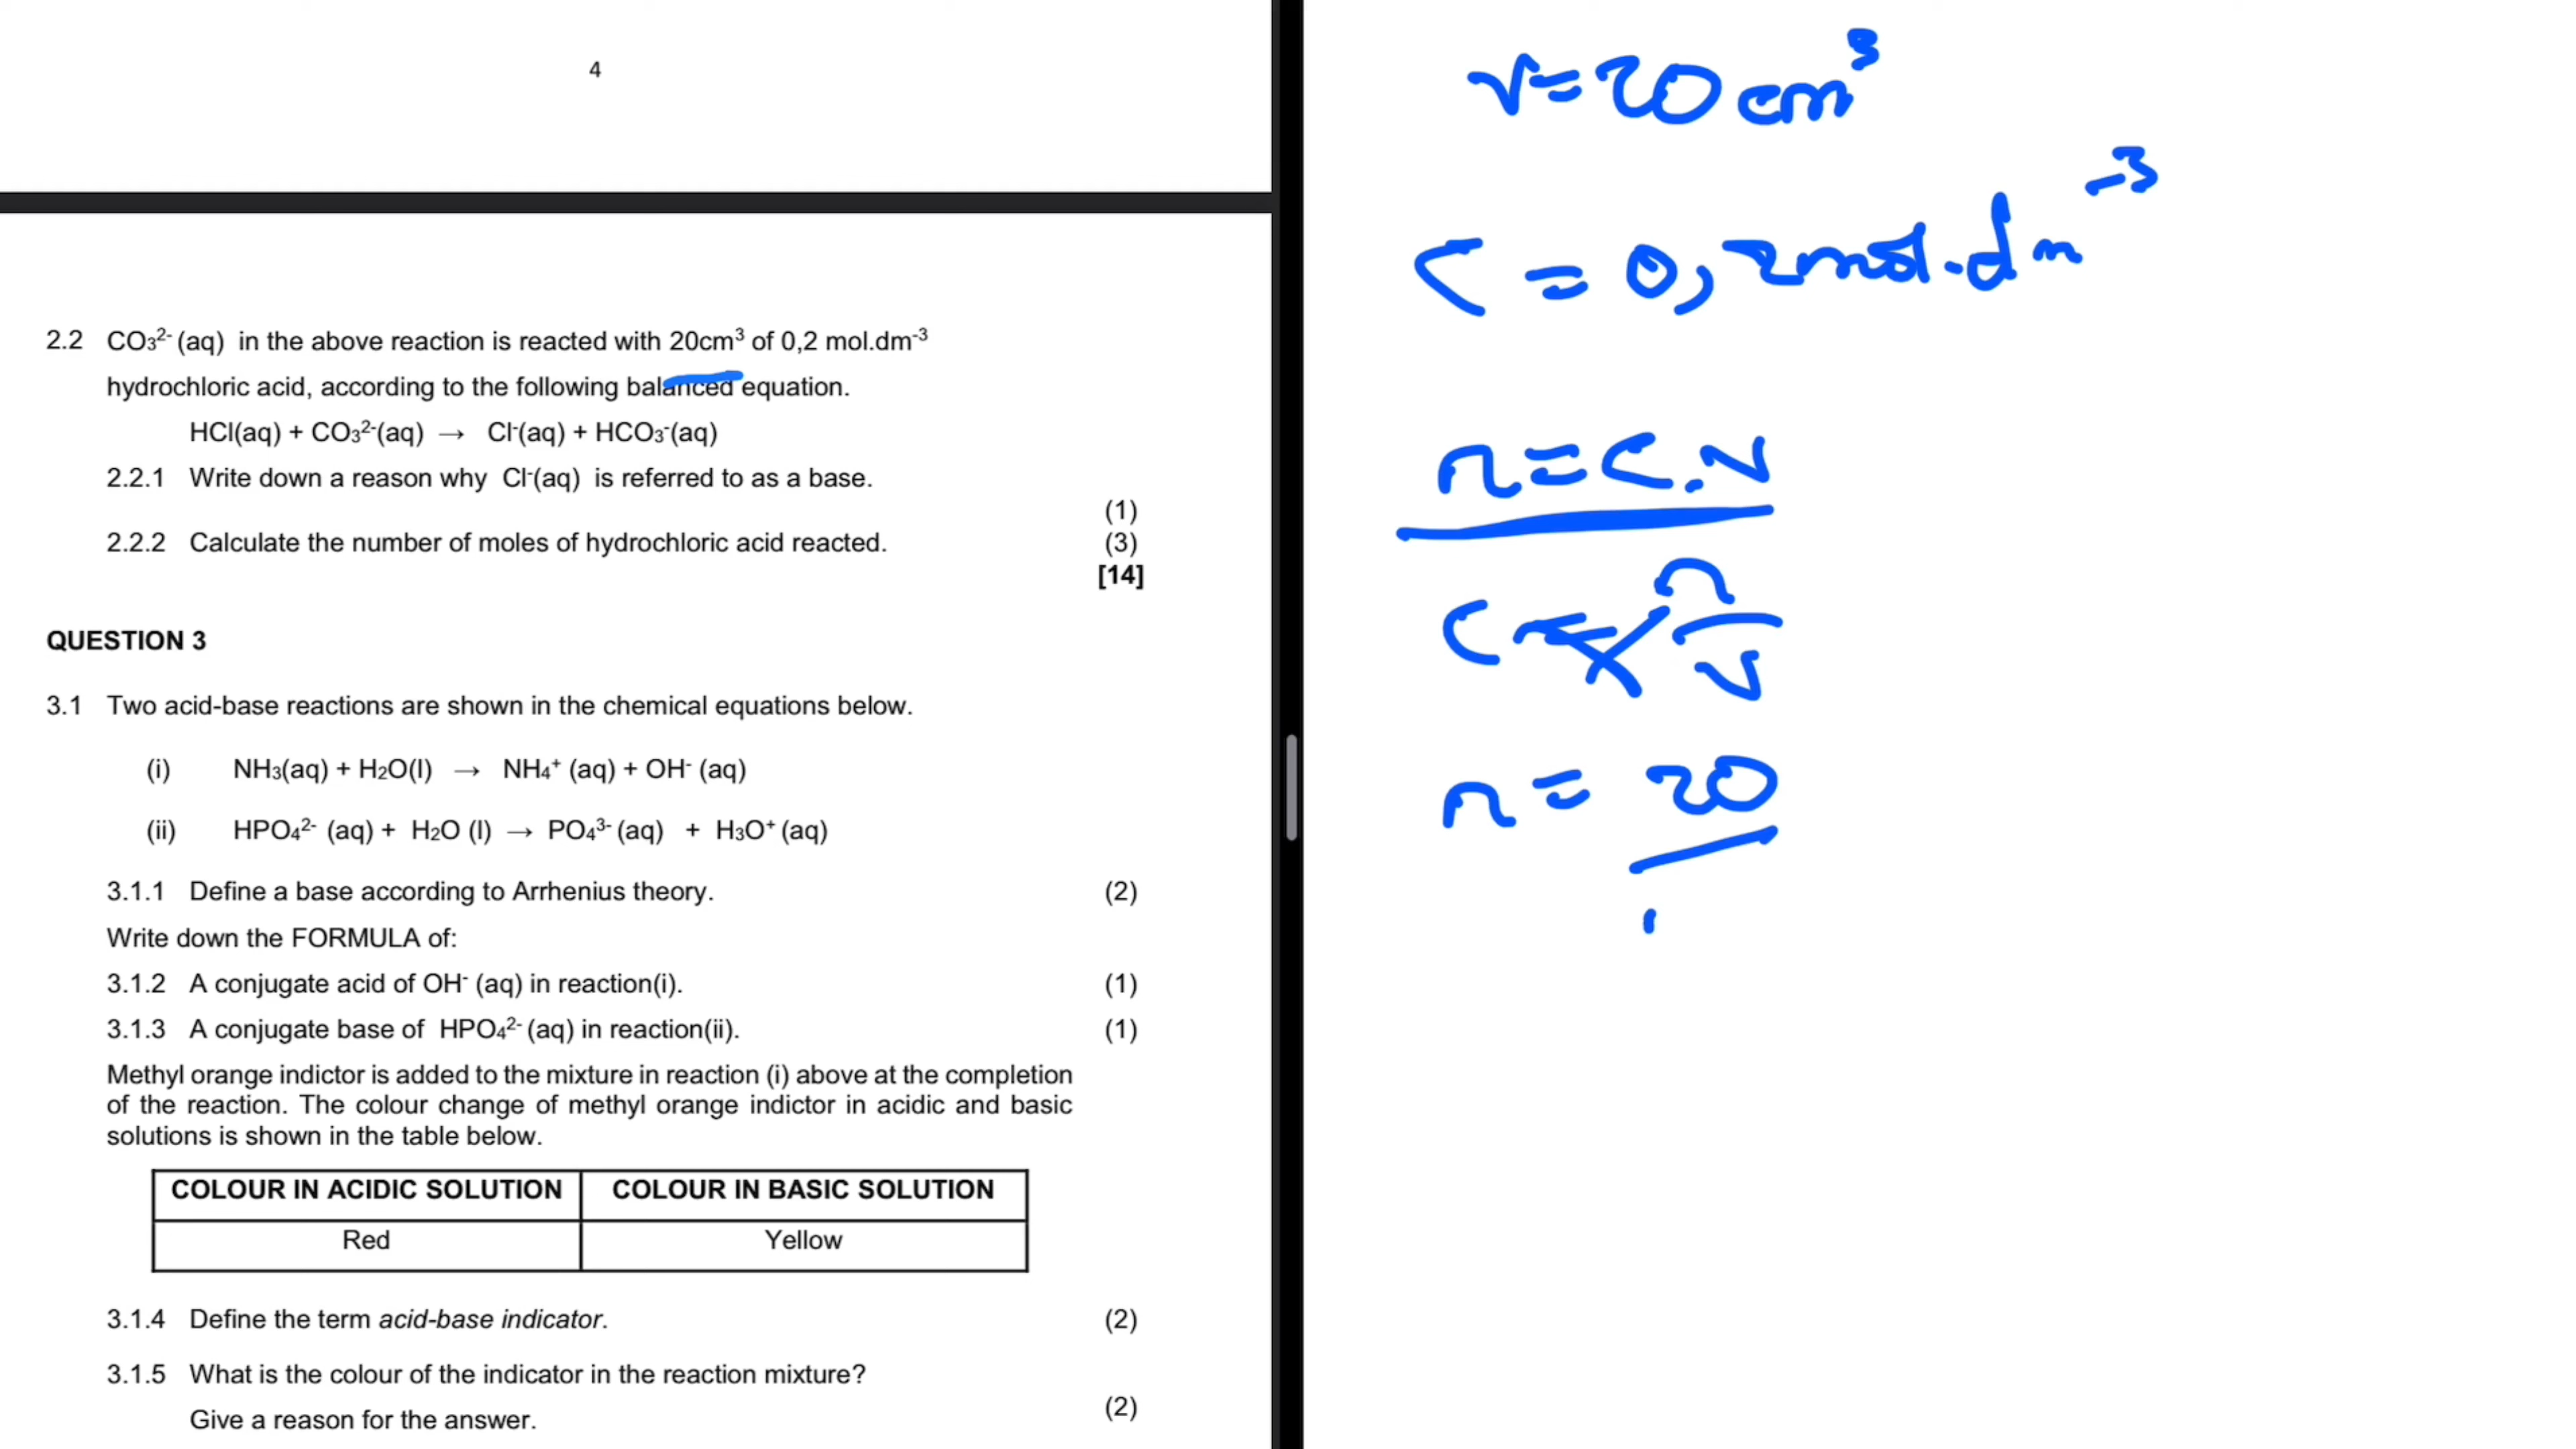 4
2.2 CO₃²⁻ (aq) in the above reaction is reacted with 20cm³ of 0,2 mol.dm⁻³
hydrochloric acid, according to the following balanced equation.
HCl(aq) + CO₃²⁻(aq) → Cl⁻(aq) + HCO₃⁻(aq)
2.2.1 Write down a reason why Cl⁻(aq) is referred to as a base.
(1)
2.2.2 Calculate the number of moles of hydrochloric acid reacted. (3)
[14]
QUESTION 3
3.1 Two acid-base reactions are shown in the chemical equations below.
(i) NH₃(aq) + H₂O(l) → NH₄⁺ (aq) + OH⁻ (aq)
(ii) HPO₄²⁻ (aq) + H₂O (l) → PO₄³⁻ (aq) + H₃O⁺ (aq)
3.1.1 Define a base according to Arrhenius theory. (2)
Write down the FORMULA of:
3.1.2 A conjugate acid of OH⁻ (aq) in reaction(i). (1)
3.1.3 A conjugate base of HPO₄²⁻ (aq) in reaction(ii). (1)
Methyl orange indictor is added to the mixture in reaction (i) above at the completion
of the reaction. The colour change of methyl orange indictor in acidic and basic
solutions is shown in the table below.
COLOUR IN ACIDIC SOLUTION COLOUR IN BASIC SOLUTION
Red Yellow
3.1.4 Define the term acid-base indicator. (2)
3.1.5 What is the colour of the indicator in the reaction mixture?
Give a reason for the answer. (2)
v = 20 cm³
C = 0,2 mol.dm⁻³
n = C.V
C = n/V
n = 20